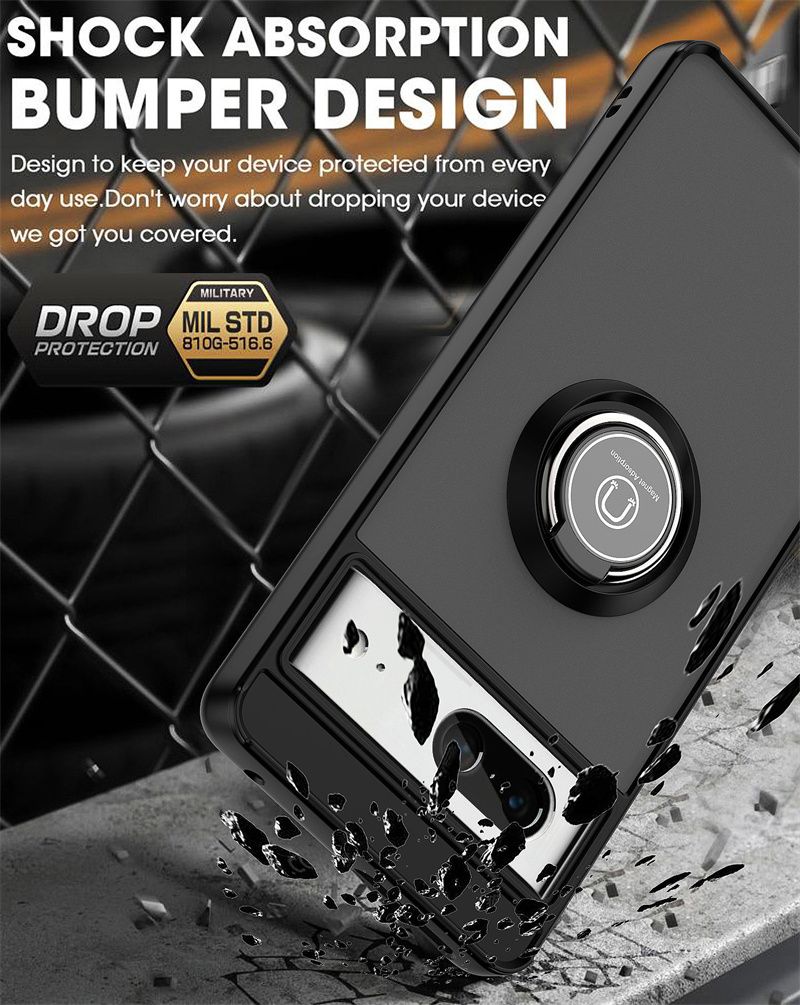 SHOCK ABSORPTION
BUMPER DESIGN
Design to keep your device protected from every
day use.Don't worry about dropping your device
we got you covered.
DROP
PROTECTION
MILITARY
MIL STD
810G-516.6
Magnet Adsorption